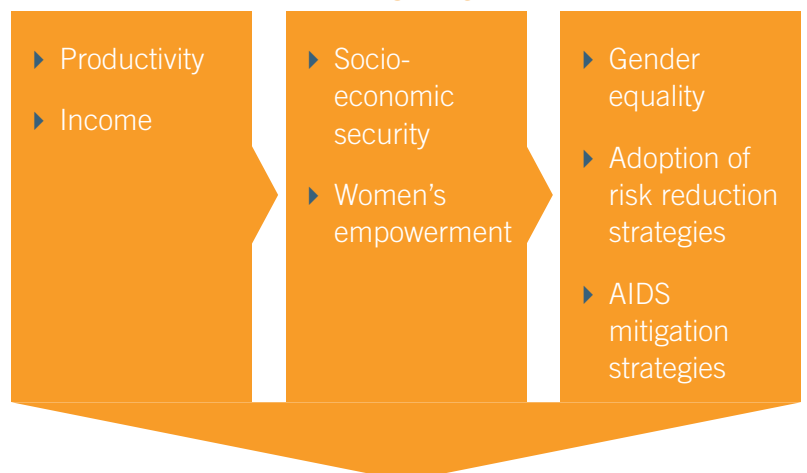 Productivity
Income
Socio-
economic
security
Women's
empowerment
Gender
equality
Adoption of
risk reduction
strategies
AIDS
mitigation
strategies